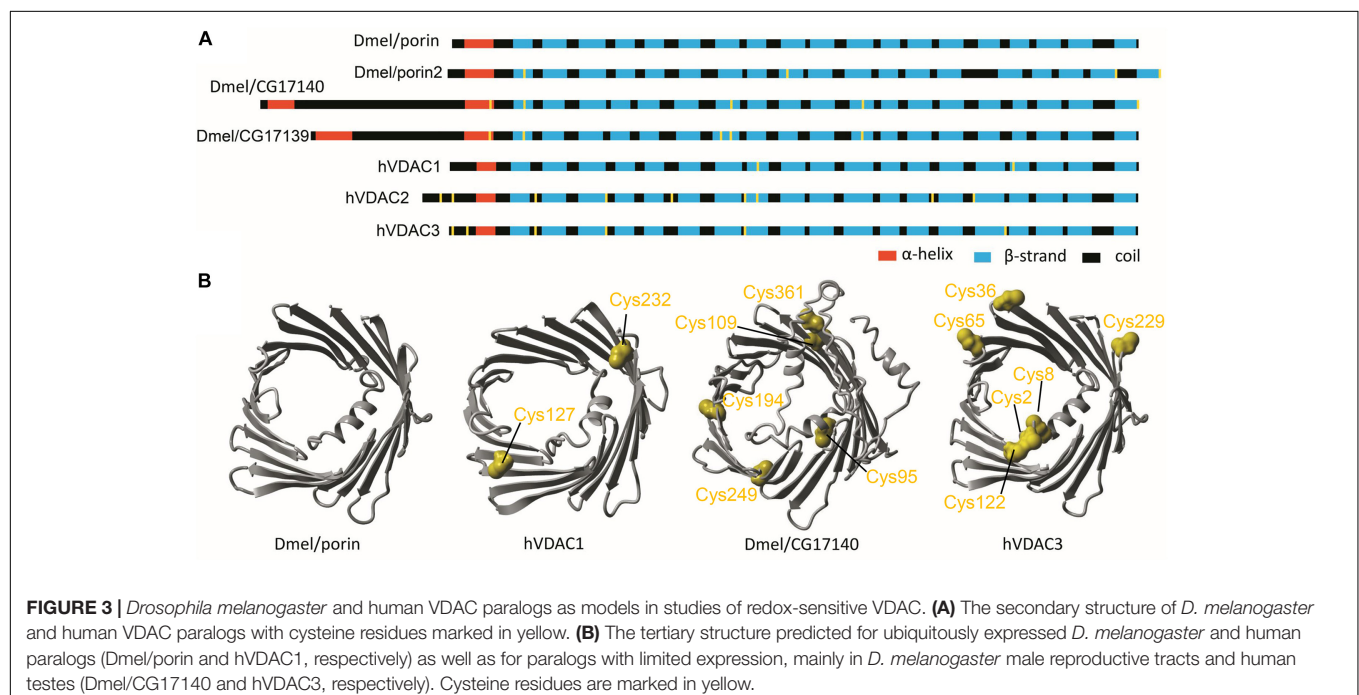 A
Dmel/porin
Dmel/porin2
Dmel/CG17140
Dmel/CG17139
hVDAC1
hVDAC2
hVDAC3
α-helix β-strand coil
B
Cys232
Cys127
Dmel/porin
hVDAC1
Cys361
Cys109
Cys194
Cys249
Cys95
Dmel/CG17140
Cys36
Cys65
Cys229
Cys8
Cys2
Cys122
hVDAC3
FIGURE 3 | Drosophila melanogaster and human VDAC paralogs as models in studies of redox-sensitive VDAC. (A) The secondary structure of D. melanogaster
and human VDAC paralogs with cysteine residues marked in yellow. (B) The tertiary structure predicted for ubiquitously expressed D. melanogaster and human
paralogs (Dmel/porin and hVDAC1, respectively) as well as for paralogs with limited expression, mainly in D. melanogaster male reproductive tracts and human
testes (Dmel/CG17140 and hVDAC3, respectively). Cysteine residues are marked in yellow.